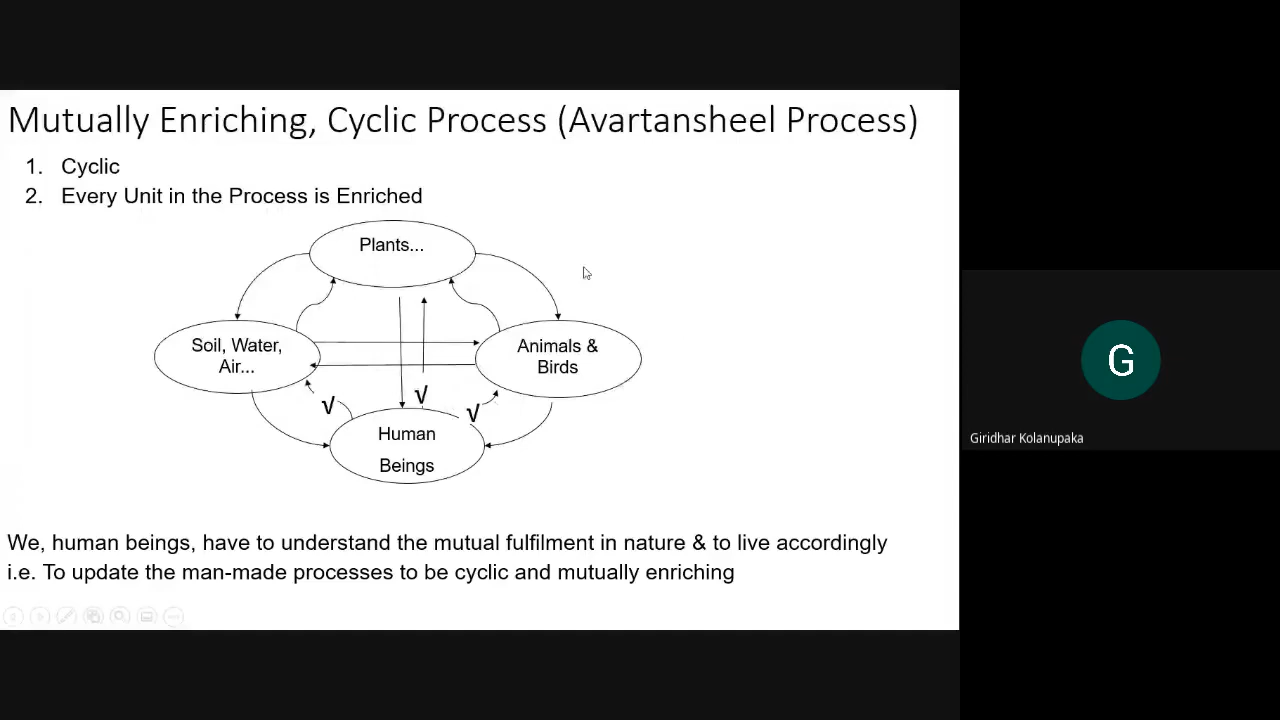 Mutually Enriching, Cyclic Process (Avartansheel Process)
1. Cyclic
2. Every Unit in the Process is Enriched
Plants...
Soil, Water,
Air...
Animals &
Birds
√
√
√
Human
Beings
We, human beings, have to understand the mutual fulfilment in nature & to live accordingly
i.e. To update the man-made processes to be cyclic and mutually enriching
G
Giridhar Kolanupaka